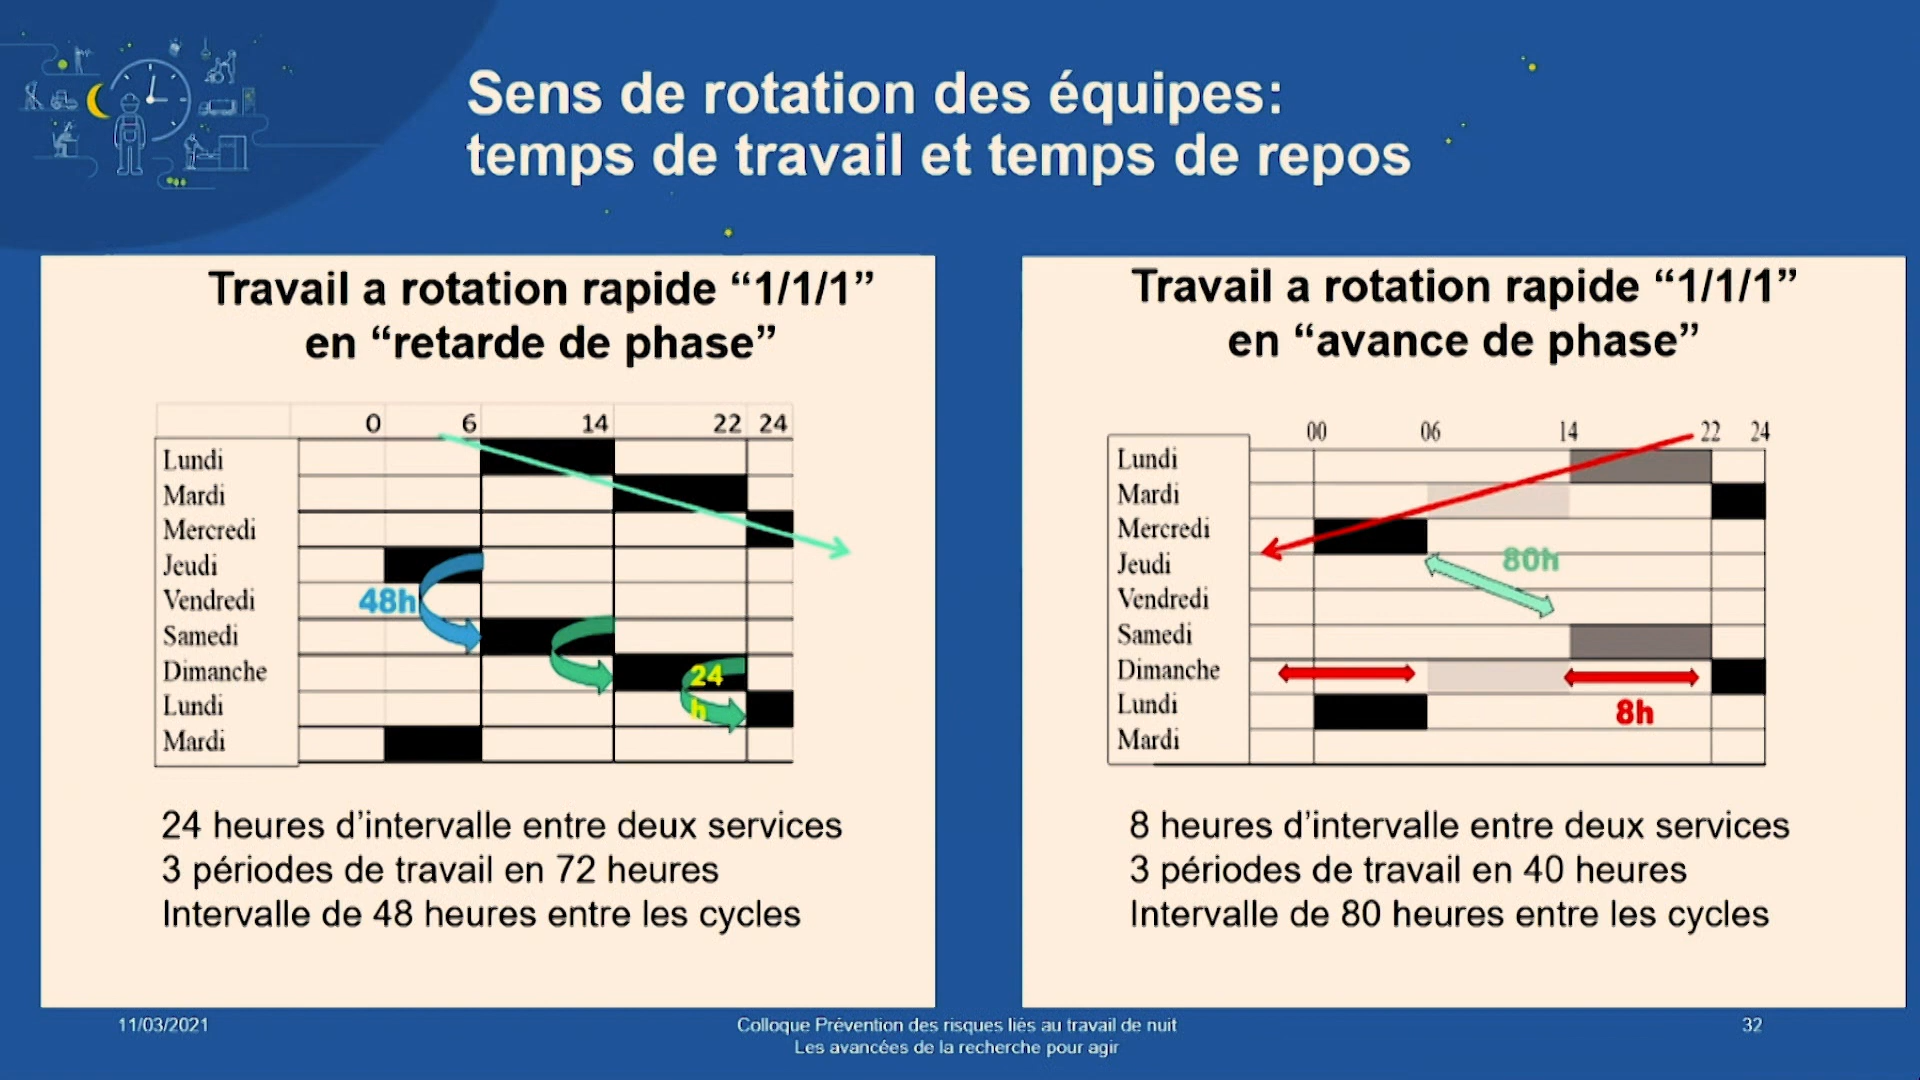 Sens de rotation des équipes:
temps de travail et temps de repos
Travail a rotation rapide “1/1/1”
en “retarde de phase”
0 6 14 22 24
Lundi
Mardi
Mercredi
Jeudi
Vendredi
Samedi
Dimanche
Lundi
Mardi
48h
24
h
24 heures d’intervalle entre deux services
3 périodes de travail en 72 heures
Intervalle de 48 heures entre les cycles
Travail a rotation rapide “1/1/1”
en “avance de phase”
00 06 14 22 24
Lundi
Mardi
Mercredi
Jeudi
Vendredi
Samedi
Dimanche
Lundi
Mardi
80h
8h
8 heures d’intervalle entre deux services
3 périodes de travail en 40 heures
Intervalle de 80 heures entre les cycles
11/03/2021
Colloque Prévention des risques liés au travail de nuit
Les avancées de la recherche pour agir
32